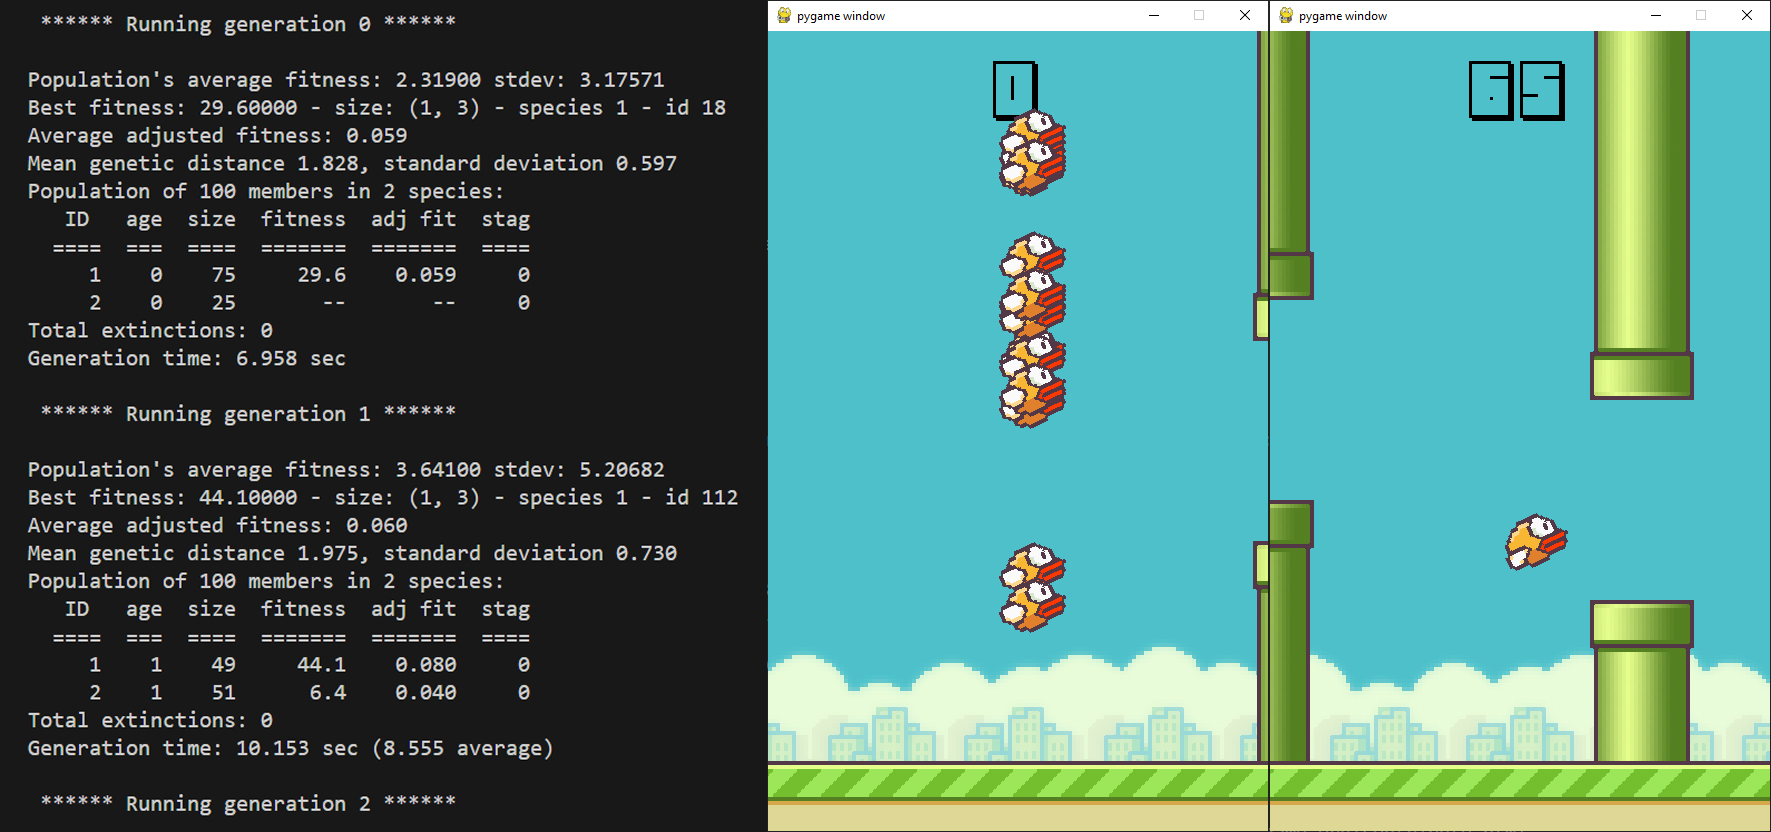 ****** Running generation 0 ******
Population's average fitness: 2.31900 stdev: 3.17571
Best fitness: 29.60000 - size: (1, 3) - species 1 - id 18
Average adjusted fitness: 0.059
Mean genetic distance 1.828, standard deviation 0.597
Population of 100 members in 2 species:
ID age size fitness adj fit stag
==== === ==== ======= ======= ====
1 0 75 29.6 0.059 0
2 0 25 -- -- 0
Total extinctions: 0
Generation time: 6.958 sec
****** Running generation 1 ******
Population's average fitness: 3.64100 stdev: 5.20682
Best fitness: 44.10000 - size: (1, 3) - species 1 - id 112
Average adjusted fitness: 0.060
Mean genetic distance 1.975, standard deviation 0.730
Population of 100 members in 2 species:
ID age size fitness adj fit stag
==== === ==== ======= ======= ====
1 1 49 44.1 0.080 0
2 1 51 6.4 0.040 0
Total extinctions: 0
Generation time: 10.153 sec (8.555 average)
****** Running generation 2 ******
pygame window
0
pygame window